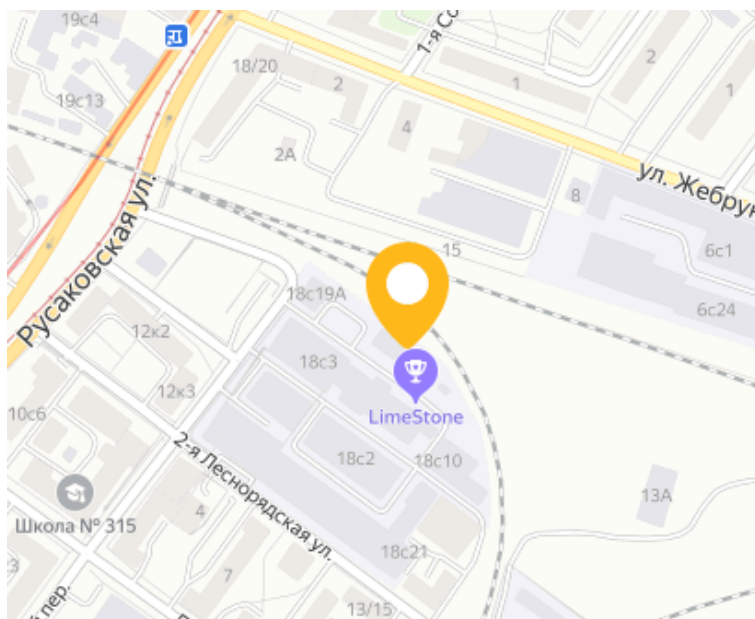 19с4
18/20
2
1-я Со
1
2
1
19с13
4
2А
ул. Жебрун
8
15
6с1
6с24
Русаковская ул.
18с19А
12к2
18с3
12к3
LimeStone
10с6
2-я Леснорядская ул.
18с2
18с10
13А
Школа № 315
4
18с21
3
7
й пер.
13/15